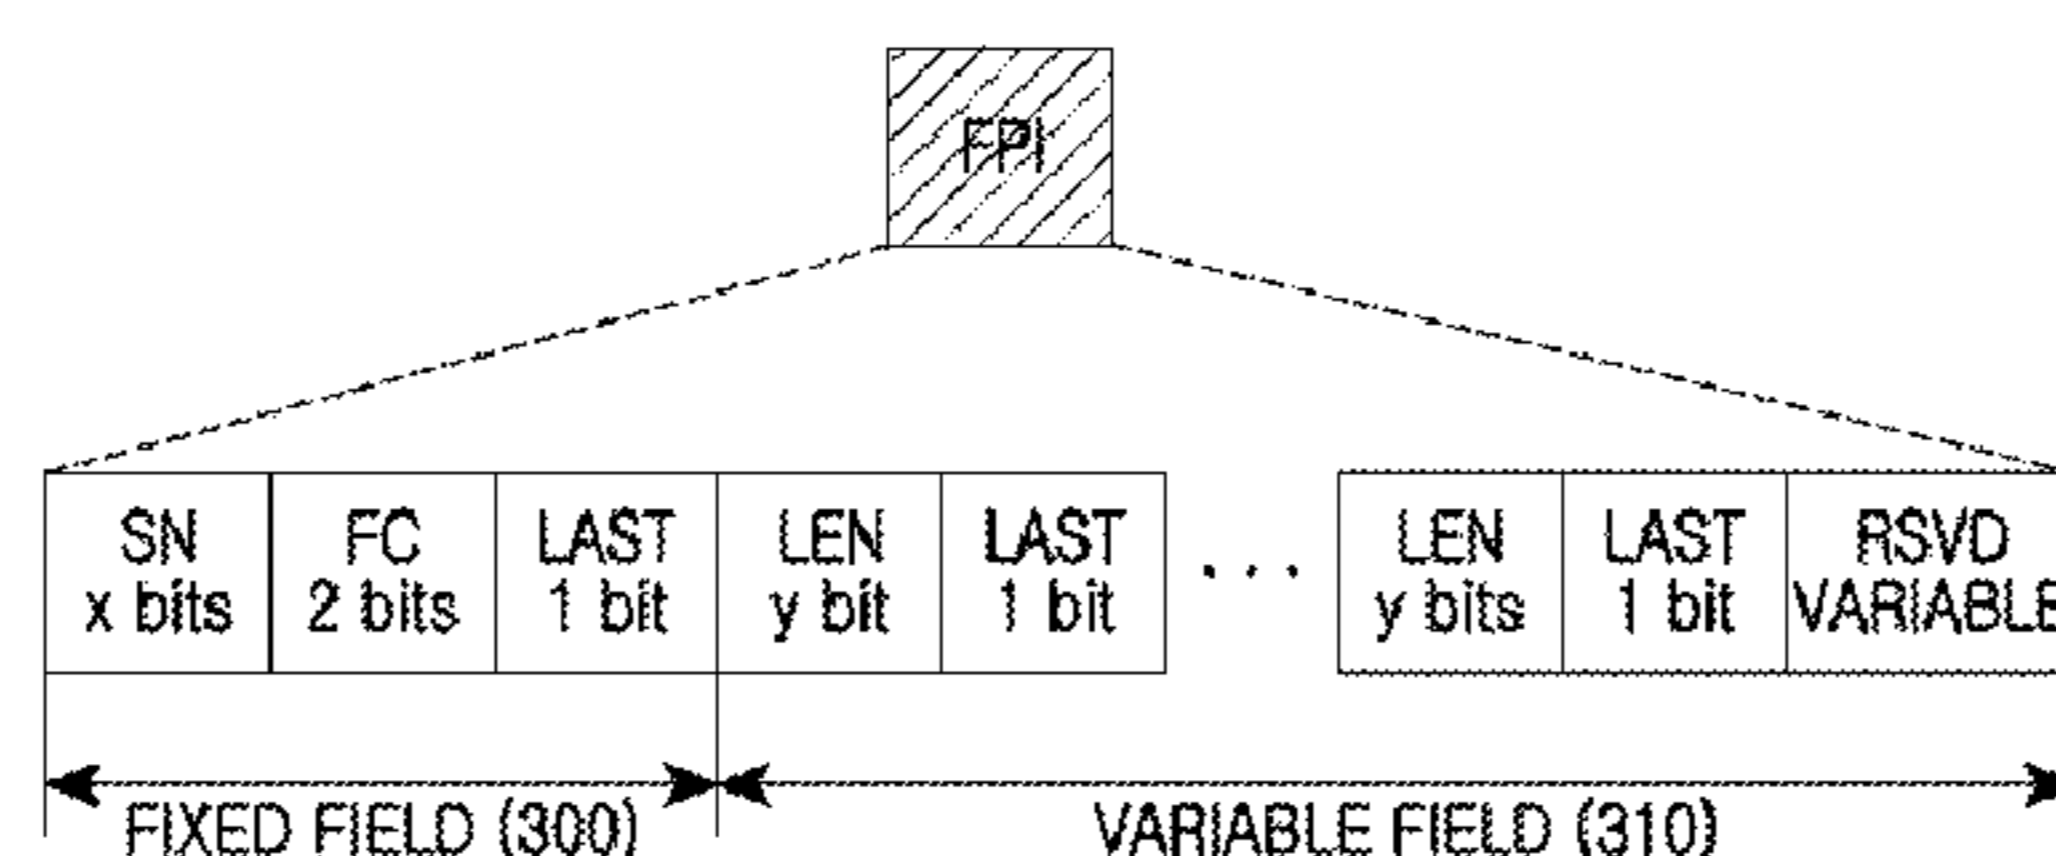 FPI
SN
x bits
FC
2 bits
LAST
1 bit
LEN
y bit
LAST
1 bit
. . .
LEN
y bits
LAST
1 bit
RSVD
VARIABLE
FIXED FIELD (300)
VARIABLE FIELD (310)